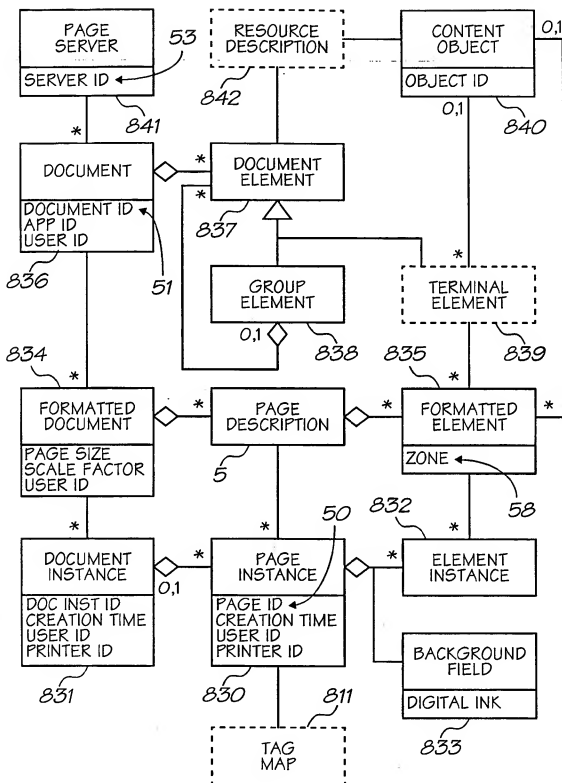 PAGE
SERVER
SERVER ID
53
841
RESOURCE
DESCRIPTION
842
CONTENT
OBJECT
OBJECT ID
840
0,1
0,1
*
DOCUMENT
DOCUMENT ID
APP ID
USER ID
836
51
*
*
DOCUMENT
ELEMENT
837
GROUP
ELEMENT
0,1
838
*
TERMINAL
ELEMENT
839
834
*
FORMATTED
DOCUMENT
PAGE SIZE
SCALE FACTOR
USER ID
*
PAGE
DESCRIPTION
5
835
*
*
FORMATTED
ELEMENT
*
ZONE
58
*
DOCUMENT
INSTANCE
0,1
DOC INST ID
CREATION TIME
USER ID
PRINTER ID
831
*
*
50
PAGE
INSTANCE
PAGE ID
CREATION TIME
USER ID
PRINTER ID
830
832
*
*
ELEMENT
INSTANCE
BACKGROUND
FIELD
DIGITAL INK
833
811
TAG
MAP